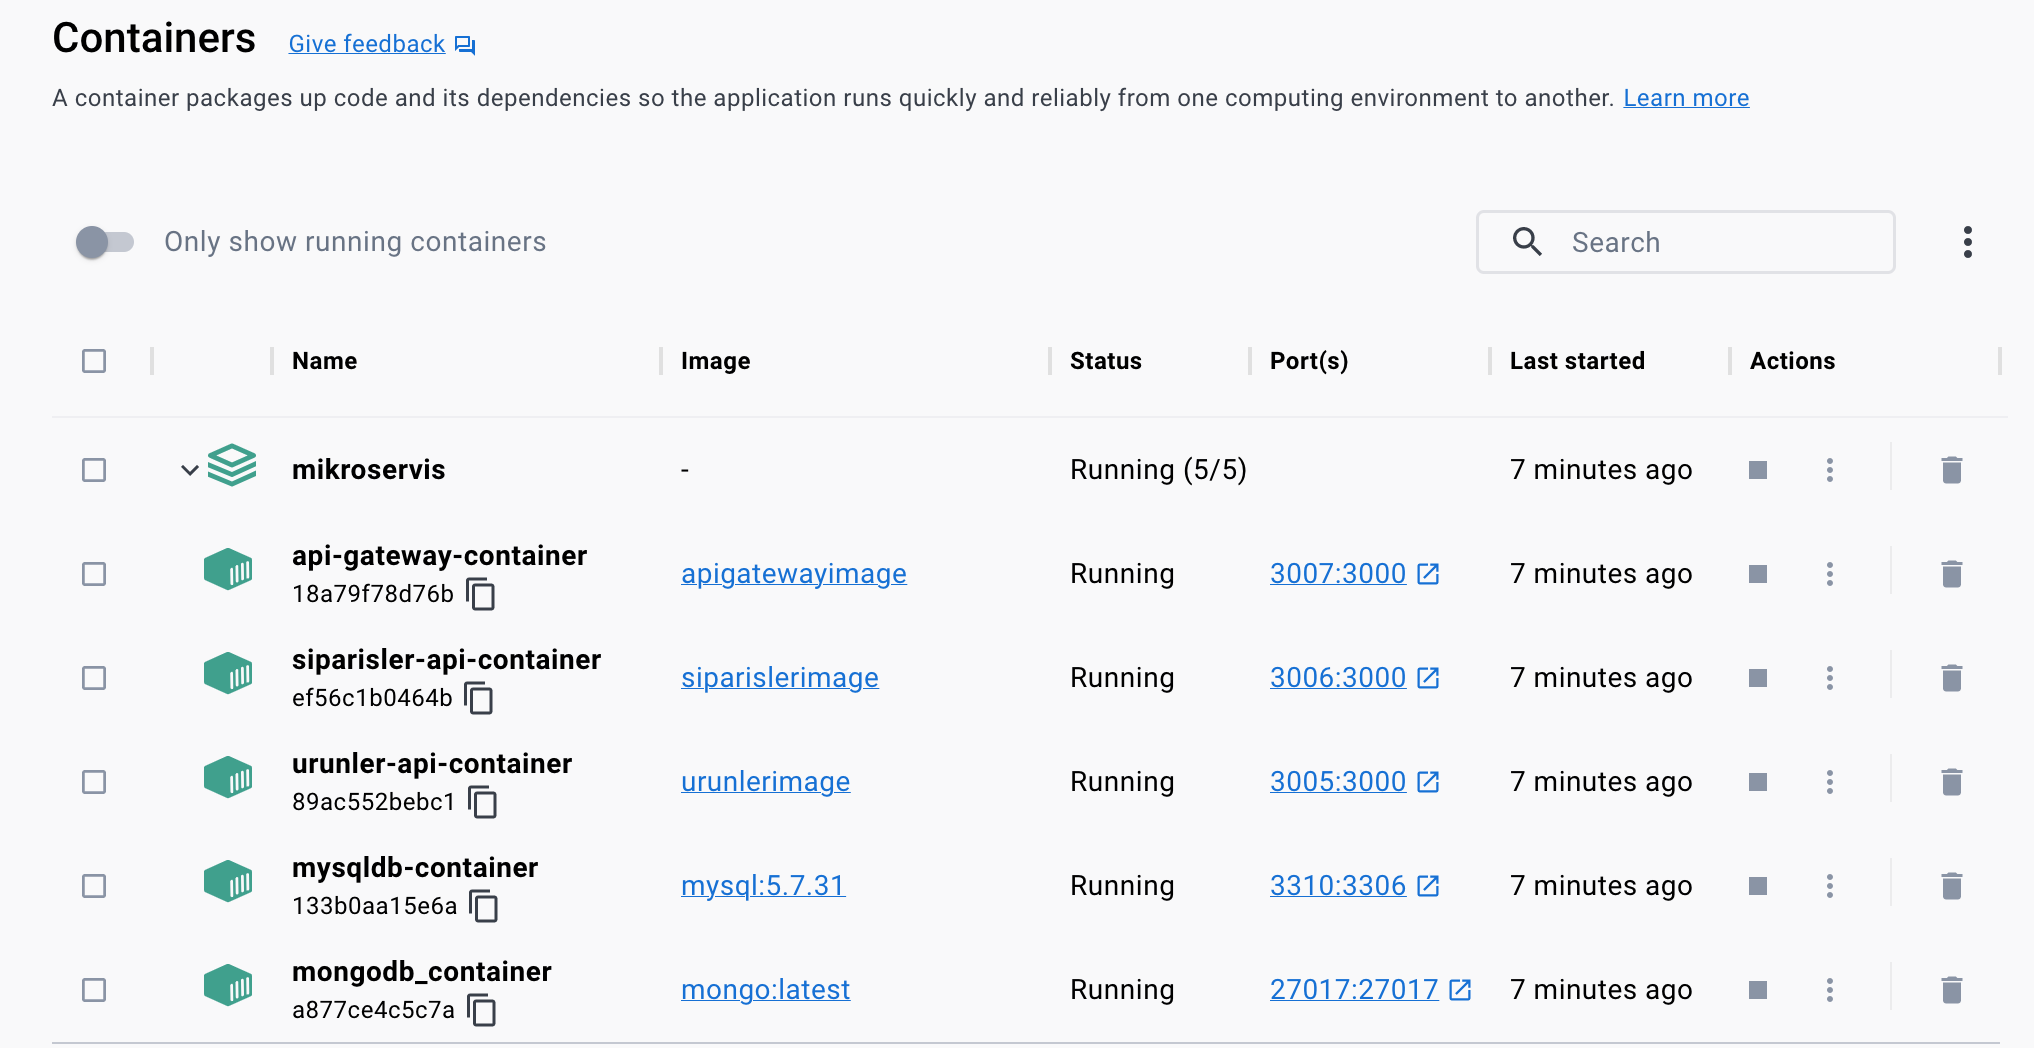 Containers Give feedback
A container packages up code and its dependencies so the application runs quickly and reliably from one computing environment to another. Learn more
Only show running containers Search
Name Image Status Port(s) Last started Actions
mikroservis - Running (5/5) 7 minutes ago
api-gateway-container
18a79f78d76b apigatewayimage Running 3007:3000 7 minutes ago
siparisler-api-container
ef56c1b0464b siparislerimage Running 3006:3000 7 minutes ago
urunler-api-container
89ac552bebc1 urunlerimage Running 3005:3000 7 minutes ago
mysqldb-container
133b0aa15e6a mysql:5.7.31 Running 3310:3306 7 minutes ago
mongodb_container
a877ce4c5c7a mongo:latest Running 27017:27017 7 minutes ago